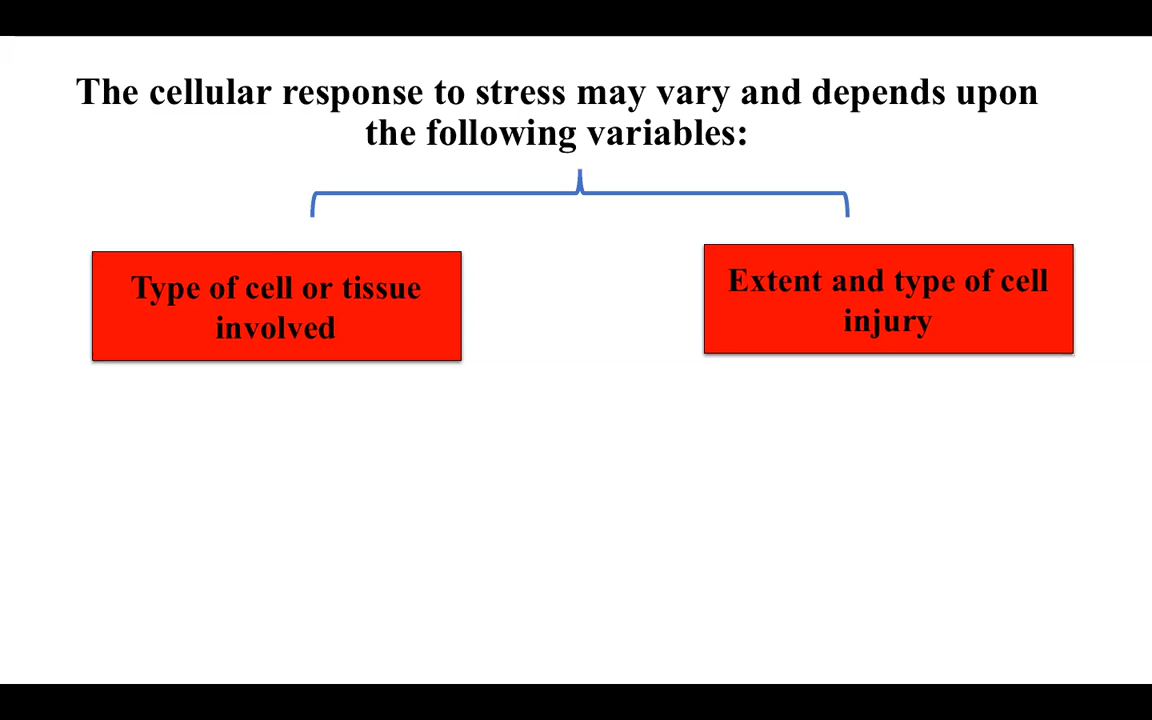 The cellular response to stress may vary and depends upon
the following variables:
Type of cell or tissue
involved
Extent and type of cell
injury